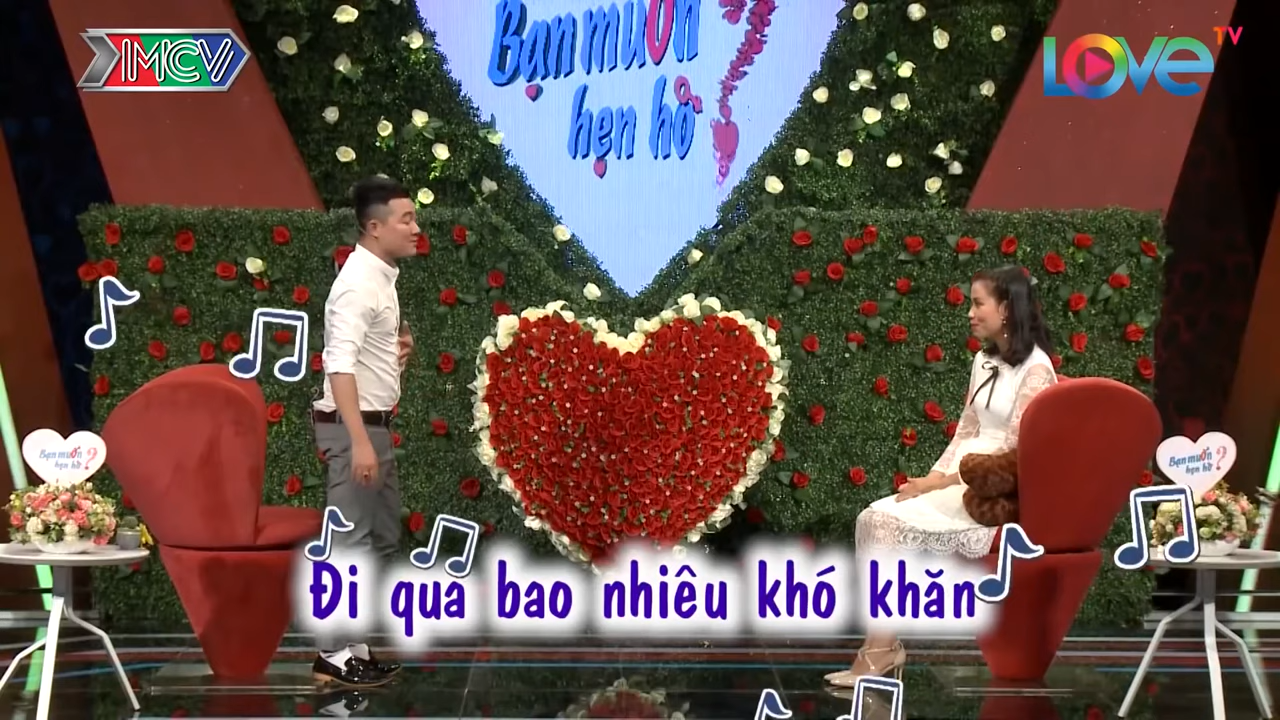 MCV
LOVE TV
Bạn muốn
hẹn hò ?
Bạn muốn
hẹn hò ?
Bạn muốn
hẹn hò ?
Đi qua bao nhiêu khó khăn